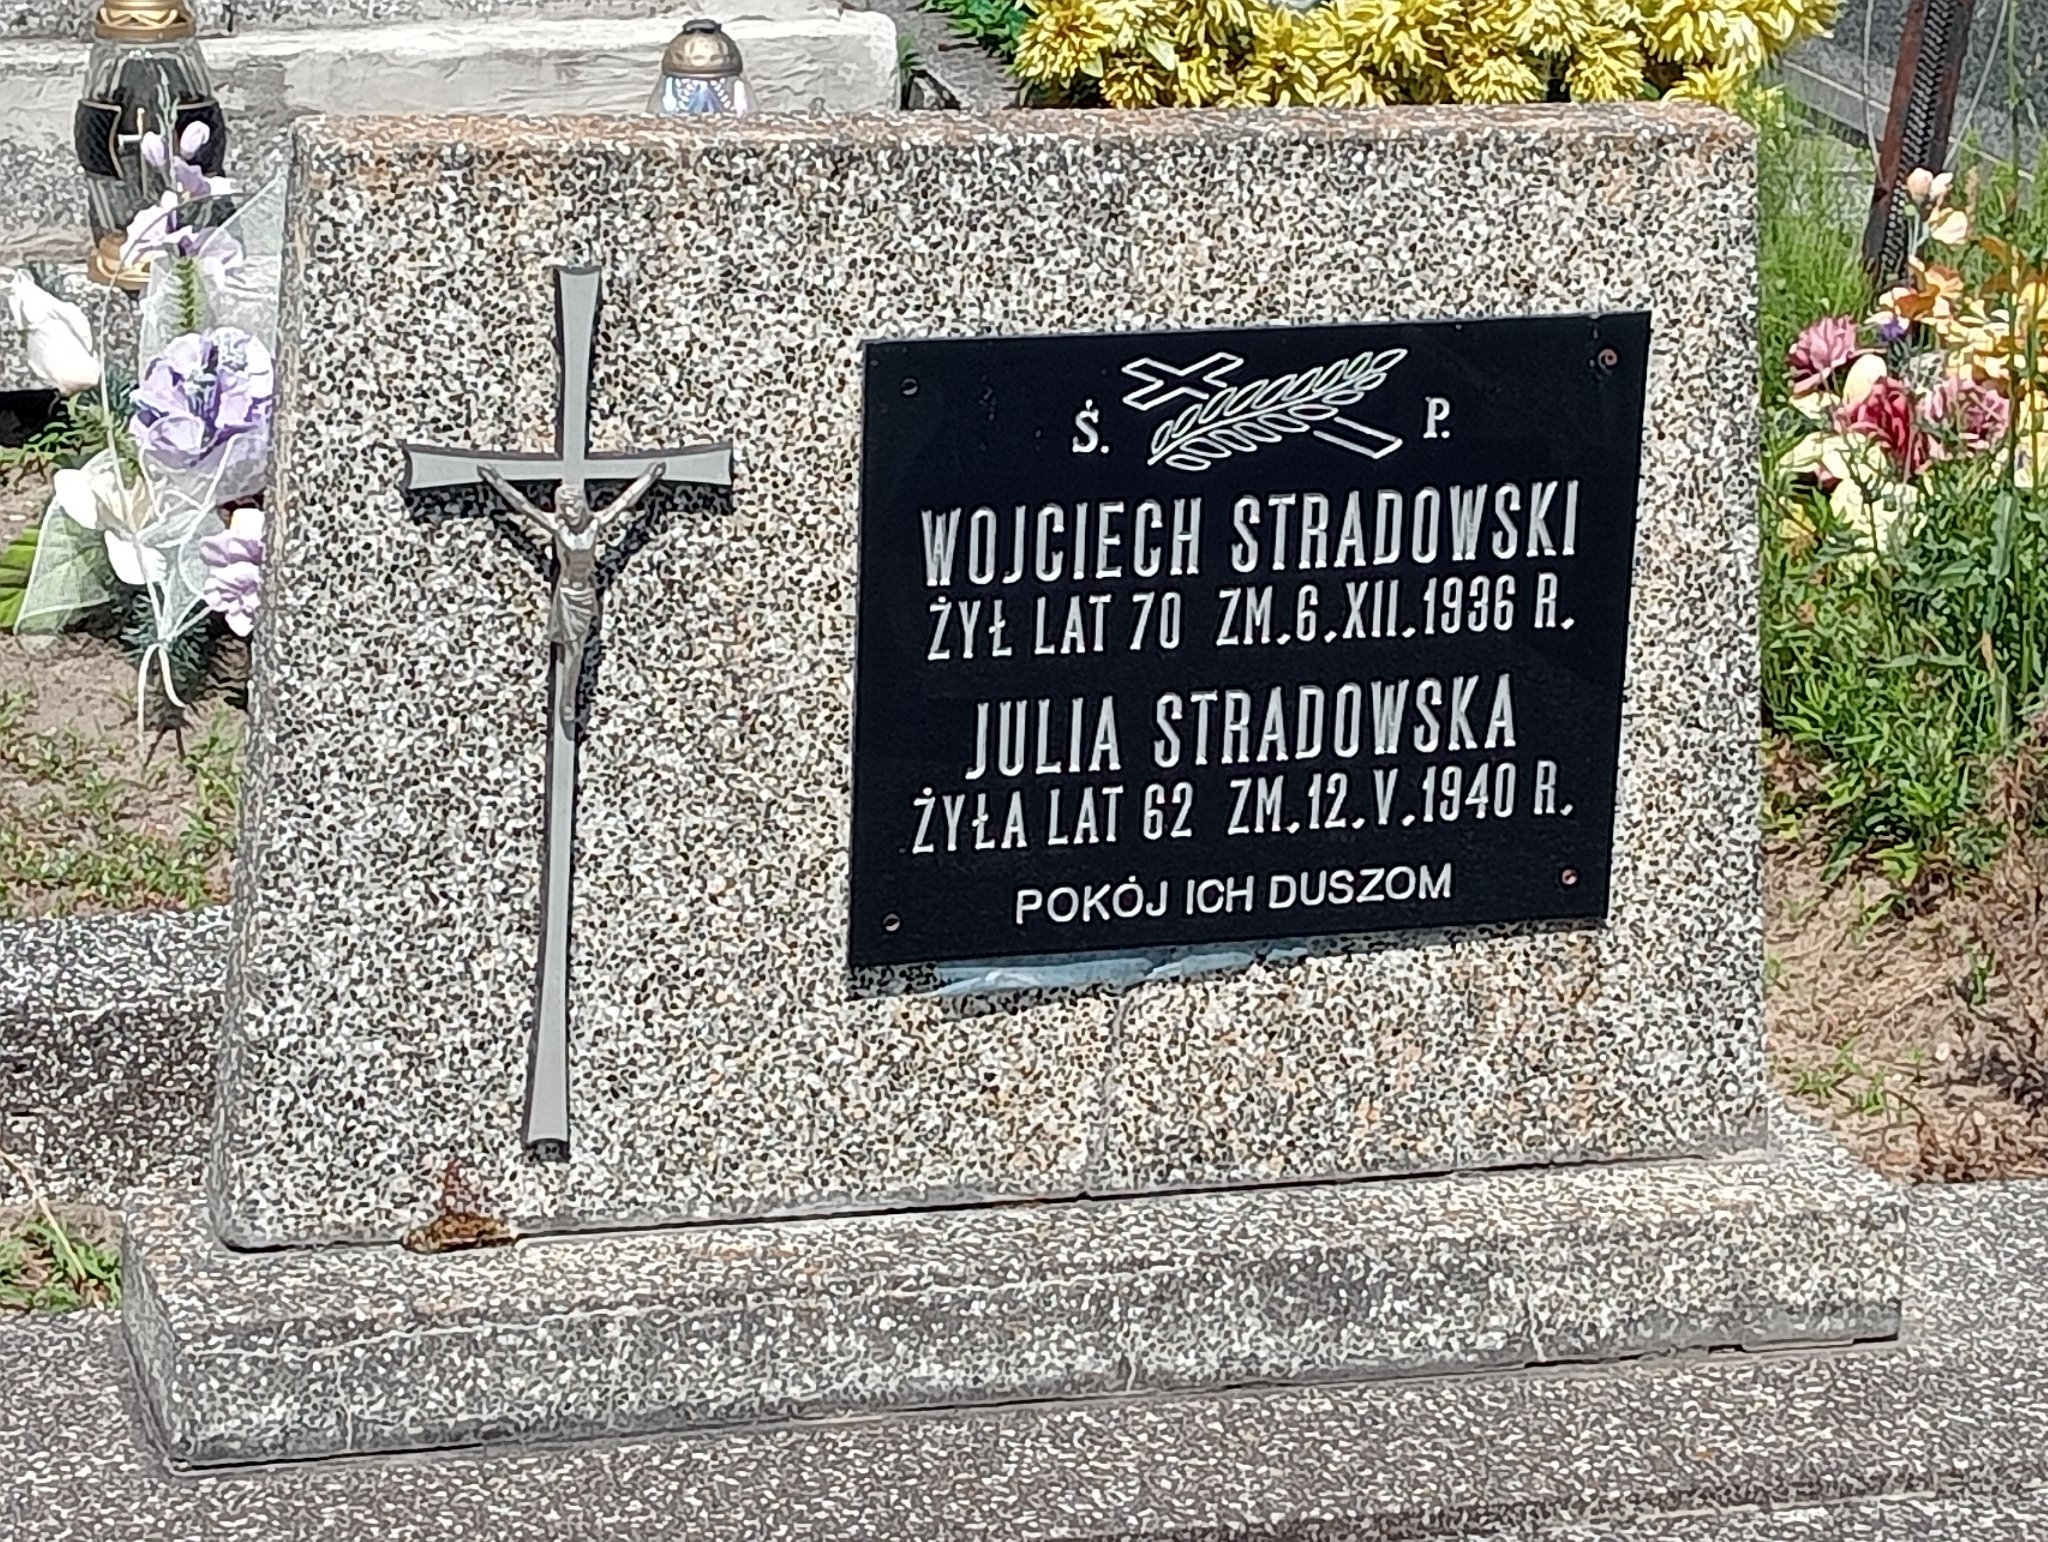 Ś. P.
WOJCIECH STRADOWSKI
ŻYŁ LAT 70 ZM.6.XII.1936 R.
JULIA STRADOWSKA
ŻYŁA LAT 62 ZM.12.V.1940 R.
POKÓJ ICH DUSZOM